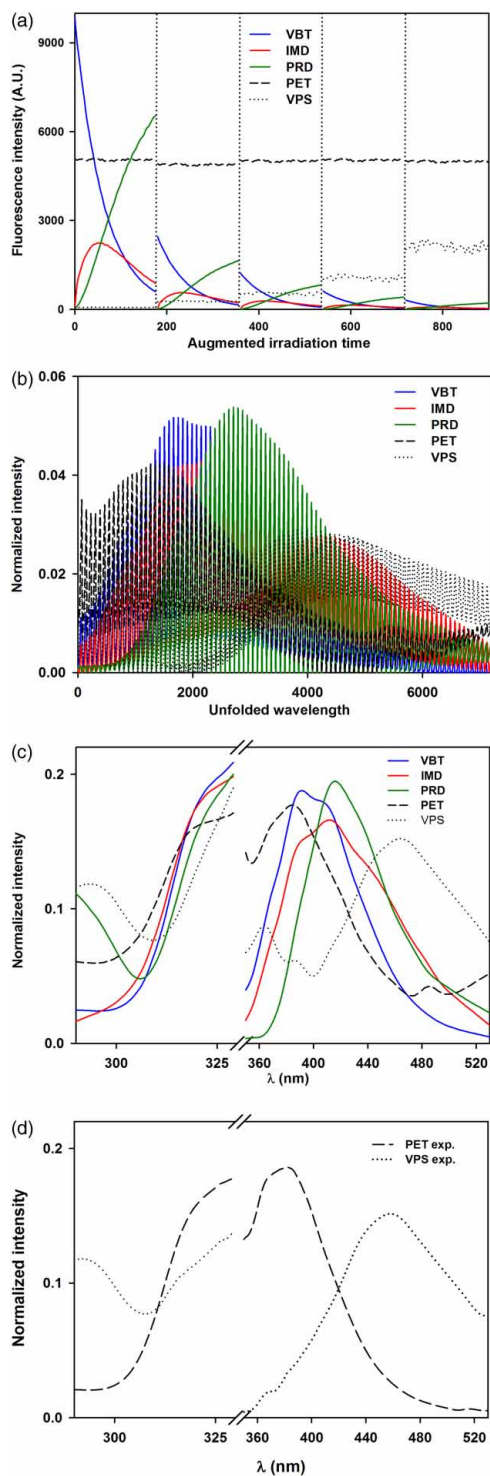 (a)
Fluorescence intensity (A.U.)
9000
6000
3000
0
VBT
IMD
PRD
PET
VPS
0 200 400 600 800
Augmented irradiation time
(b)
Normalized intensity
0.06
0.04
0.02
0.00
VBT
IMD
PRD
PET
VPS
0 2000 4000 6000
Unfolded wavelength
(c)
Normalized intensity
0.2
0.1
0.0
VBT
IMD
PRD
PET
VPS
300 325 360 400 440 480 520
λ (nm)
(d)
Normalized intensity
0.2
0.1
0.0
PET exp.
VPS exp.
300 325 360 400 440 480 520
λ (nm)